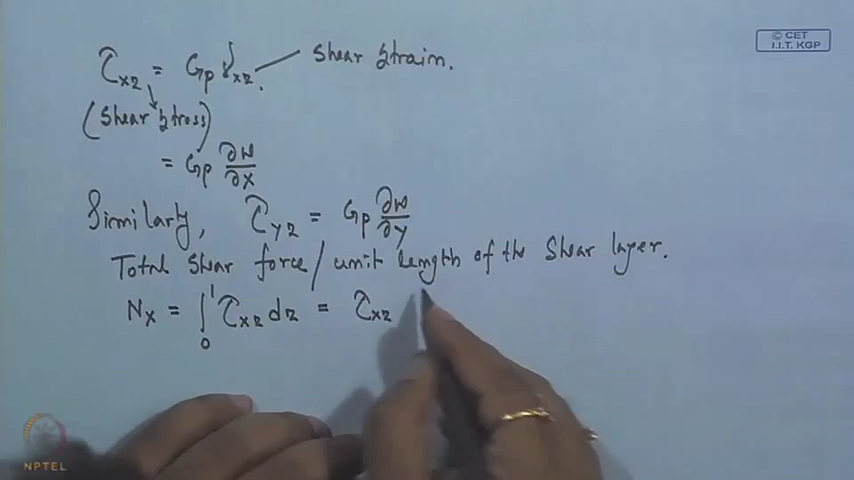 τxz = Gp γxz. shear strain.
(shear stress)
= Gp ∂w/∂x
Similarly, τyz = Gp ∂w/∂y
Total shear force / unit length of the shear layer.
Nx = ∫₀¹ τxz dz = τxz
© CET
I.I.T. KGP
NPTEL